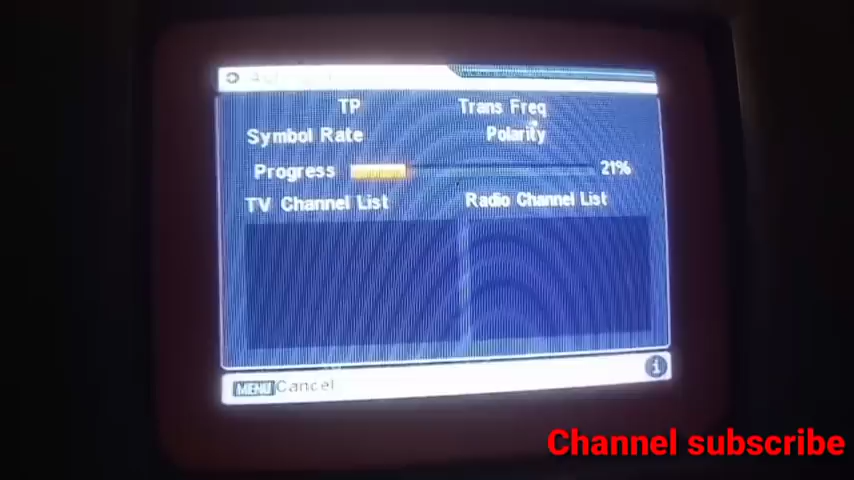 TP Trans Freq
Symbol Rate Polarity
Progress 21%
TV Channel List Radio Channel List
MENU Cancel
i
Channel subscribe